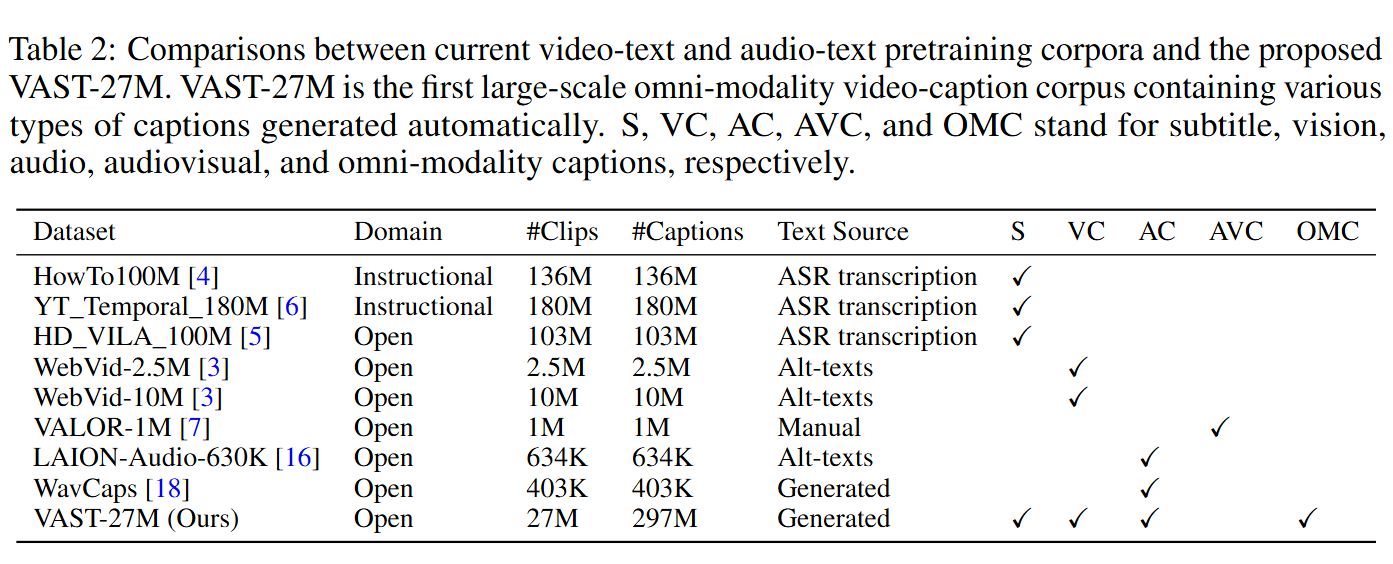 Table 2: Comparisons between current video-text and audio-text pretraining corpora and the proposed
VAST-27M. VAST-27M is the first large-scale omni-modality video-caption corpus containing various
types of captions generated automatically. S, VC, AC, AVC, and OMC stand for subtitle, vision,
audio, audiovisual, and omni-modality captions, respectively.
Dataset Domain #Clips #Captions Text Source S VC AC AVC OMC
HowTo100M [4] Instructional 136M 136M ASR transcription ✓
YT_Temporal_180M [6] Instructional 180M 180M ASR transcription ✓
HD_VILA_100M [5] Open 103M 103M ASR transcription ✓
WebVid-2.5M [3] Open 2.5M 2.5M Alt-texts ✓
WebVid-10M [3] Open 10M 10M Alt-texts ✓
VALOR-1M [7] Open 1M 1M Manual ✓
LAION-Audio-630K [16] Open 634K 634K Alt-texts ✓
WavCaps [18] Open 403K 403K Generated ✓
VAST-27M (Ours) Open 27M 297M Generated ✓ ✓ ✓ ✓